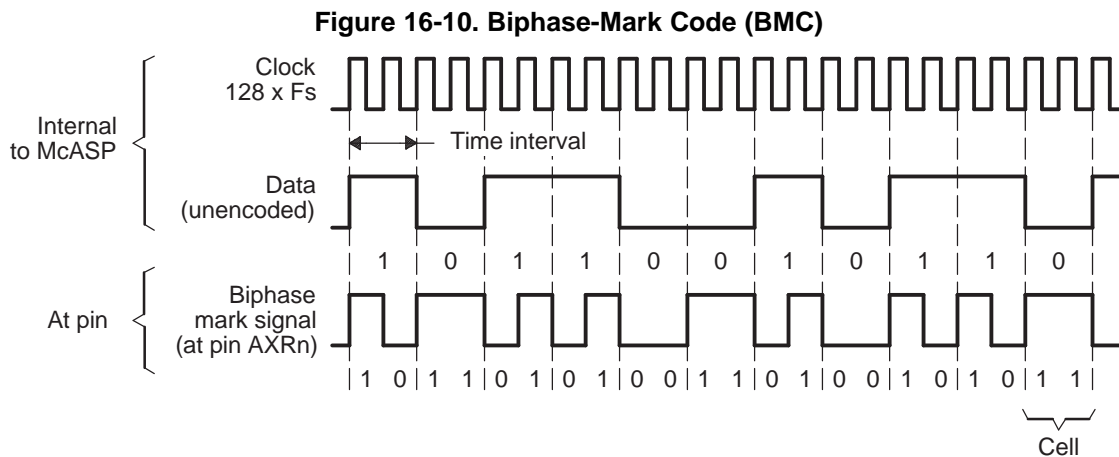 Figure 16-10. Biphase-Mark Code (BMC)
Clock
128 x Fs
Internal
to McASP
Time interval
Data
(unencoded)
1 0 1 1 0 0 1 0 1 1 0
Biphase
mark signal
(at pin AXRn)
At pin
1 0 1 1 0 1 0 1 0 0 1 1 0 1 0 0 1 0 1 0 1 1
Cell